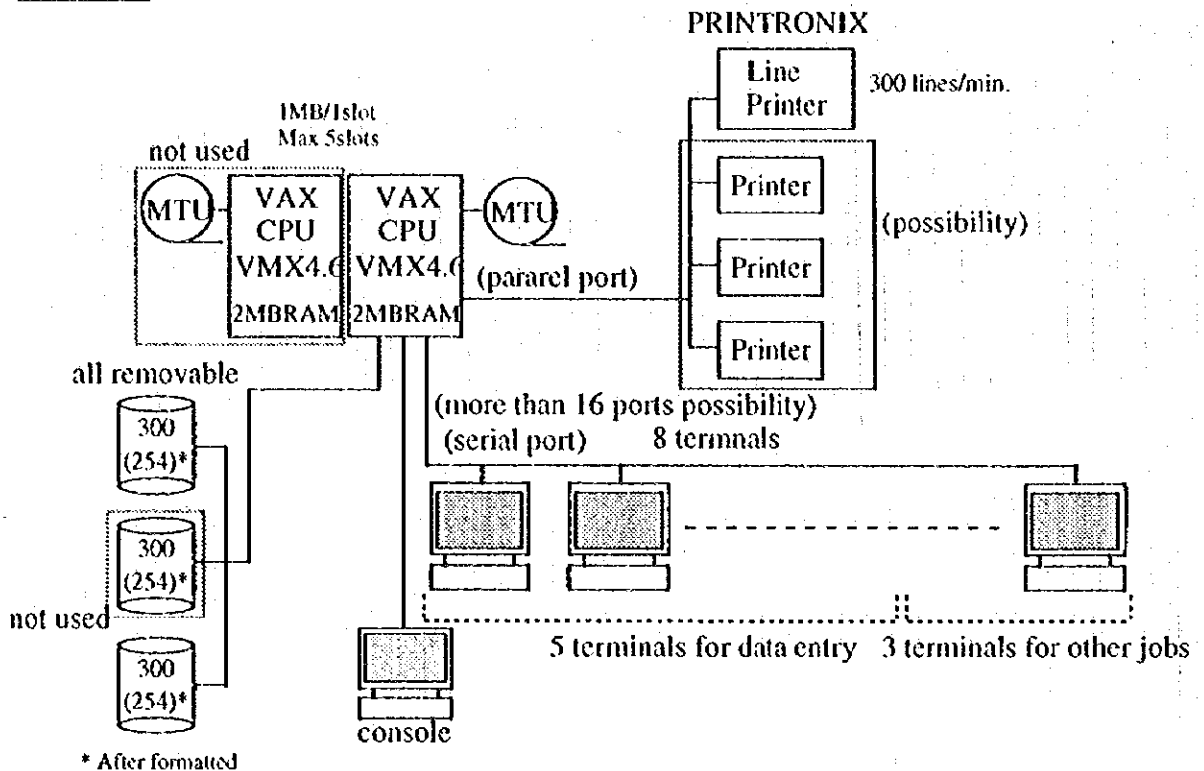 PRINTRONIX
Line
Printer
300 lines/min.
1MB/1slot
Max 5slots
not used
MTU
VAX
CPU
VMX4.6
2MBRAM
VAX
CPU
VMX4.6
2MBRAM
MTU
(pararel port)
Printer
Printer
Printer
(possibility)
all removable
300
(254)*
300
(254)*
not used
300
(254)*
* After formatted
(more than 16 ports possibility)
(serial port)
8 termnals
5 terminals for data entry
3 terminals for other jobs
console